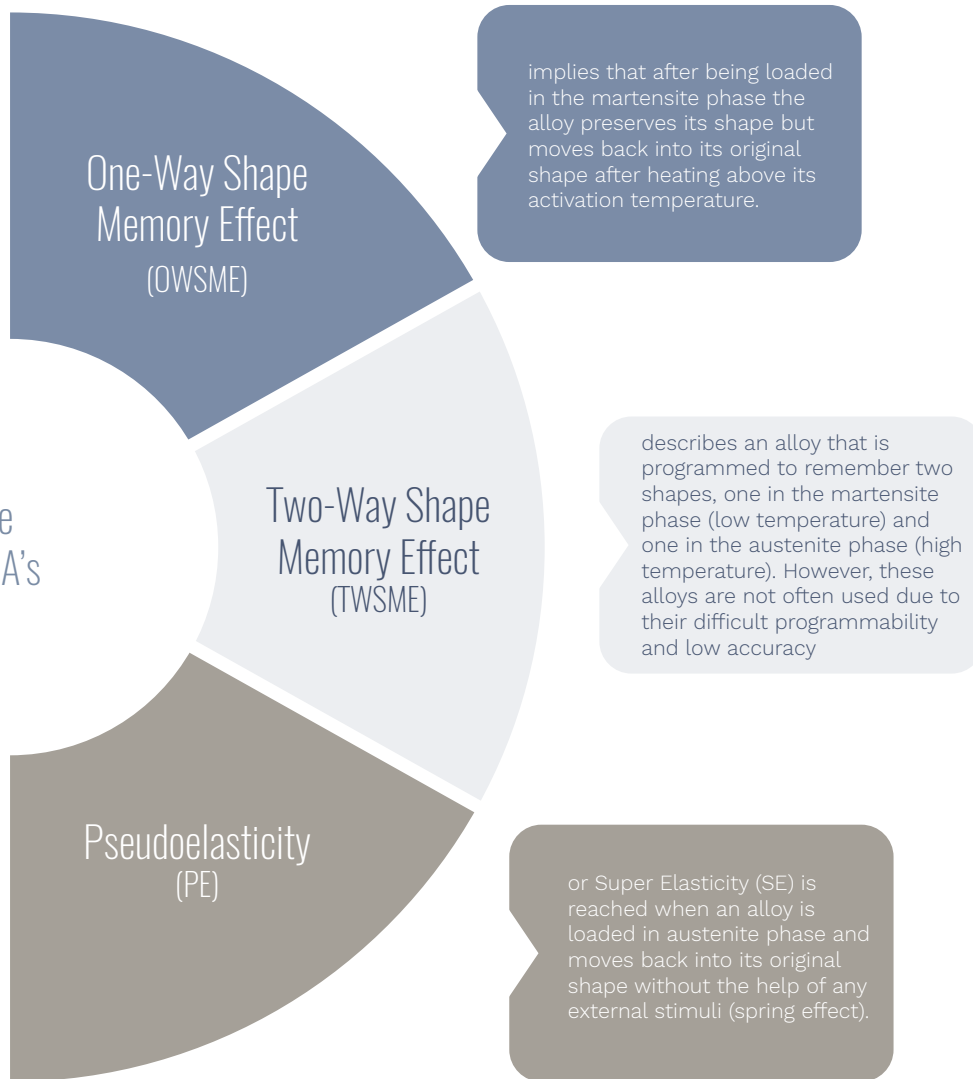 One-Way Shape
Memory Effect
(OWSME)
implies that after being loaded
in the martensite phase the
alloy preserves its shape but
moves back into its original
shape after heating above its
activation temperature.
e
A's
Two-Way Shape
Memory Effect
(TWSME)
describes an alloy that is
programmed to remember two
shapes, one in the martensite
phase (low temperature) and
one in the austenite phase (high
temperature). However, these
alloys are not often used due to
their difficult programmability
and low accuracy
Pseudoelasticity
(PE)
or Super Elasticity (SE) is
reached when an alloy is
loaded in austenite phase and
moves back into its original
shape without the help of any
external stimuli (spring effect).